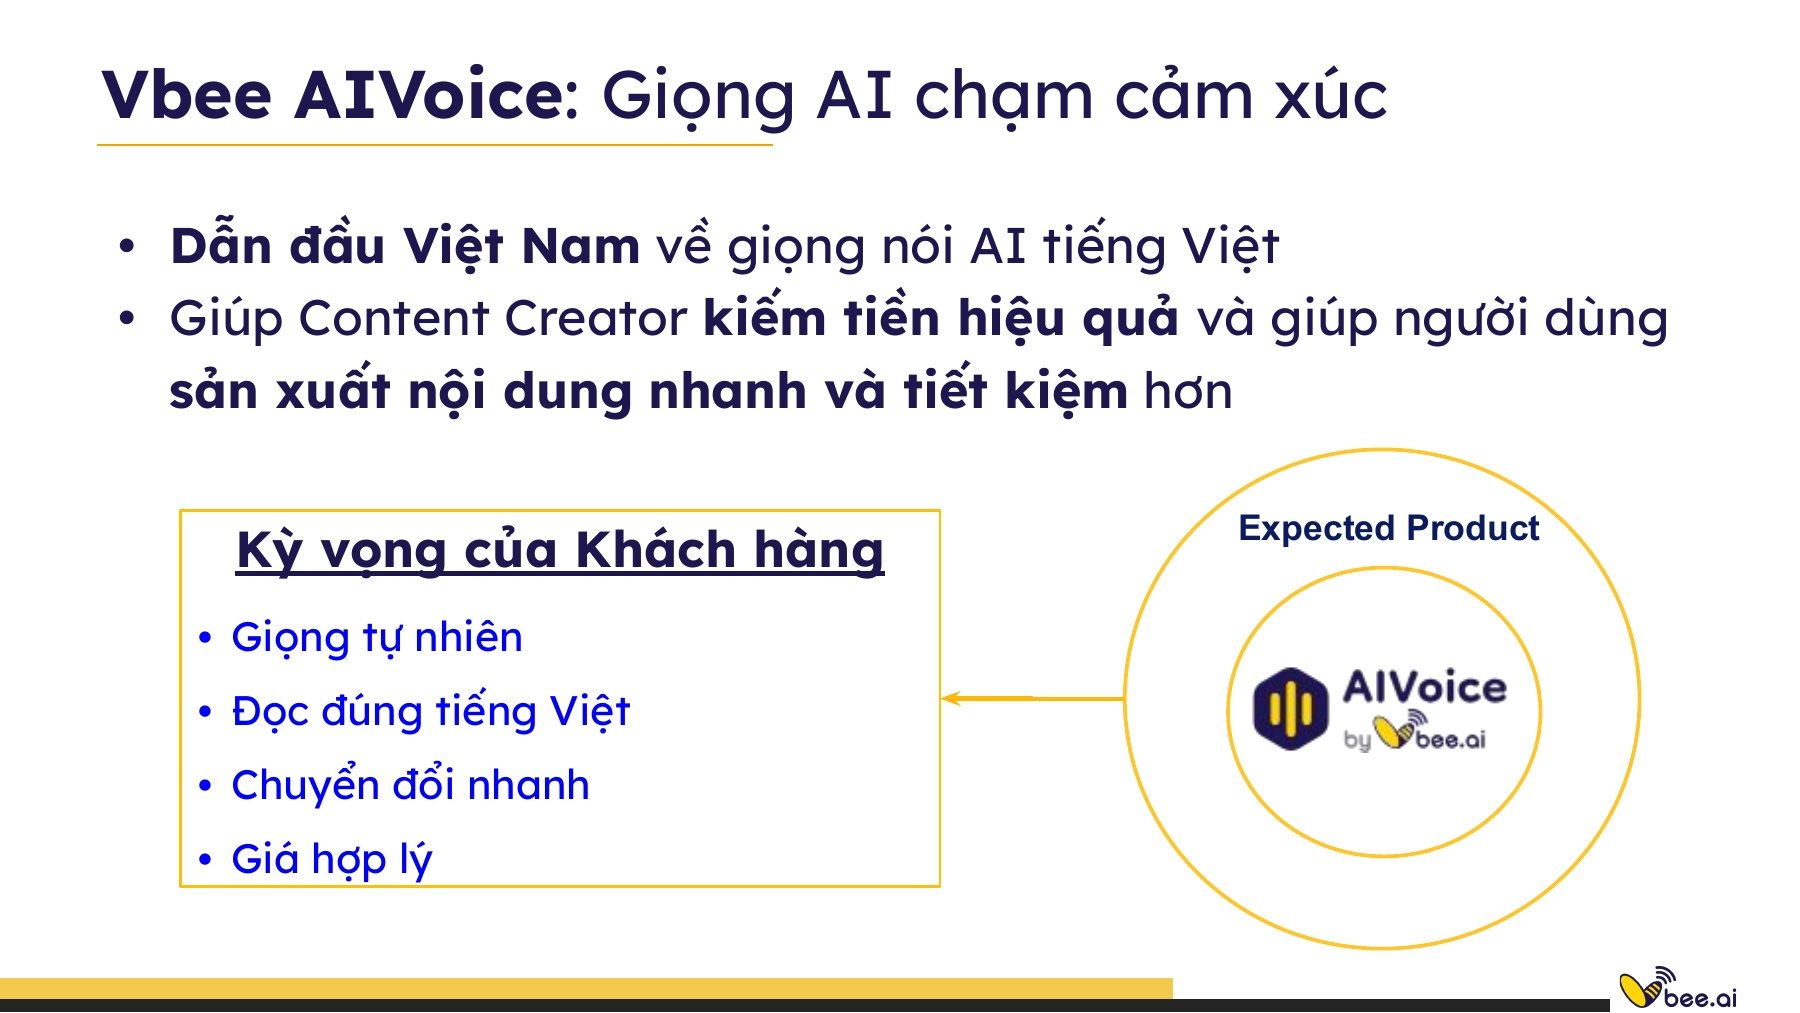 Vbee AIVoice: Giọng AI chạm cảm xúc
• Dẫn đầu Việt Nam về giọng nói AI tiếng Việt
• Giúp Content Creator kiếm tiền hiệu quả và giúp người dùng
sản xuất nội dung nhanh và tiết kiệm hơn
Kỳ vọng của Khách hàng
• Giọng tự nhiên
• Đọc đúng tiếng Việt
• Chuyển đổi nhanh
• Giá hợp lý
Expected Product
AIVoice
by Vbee.ai
Vbee.ai